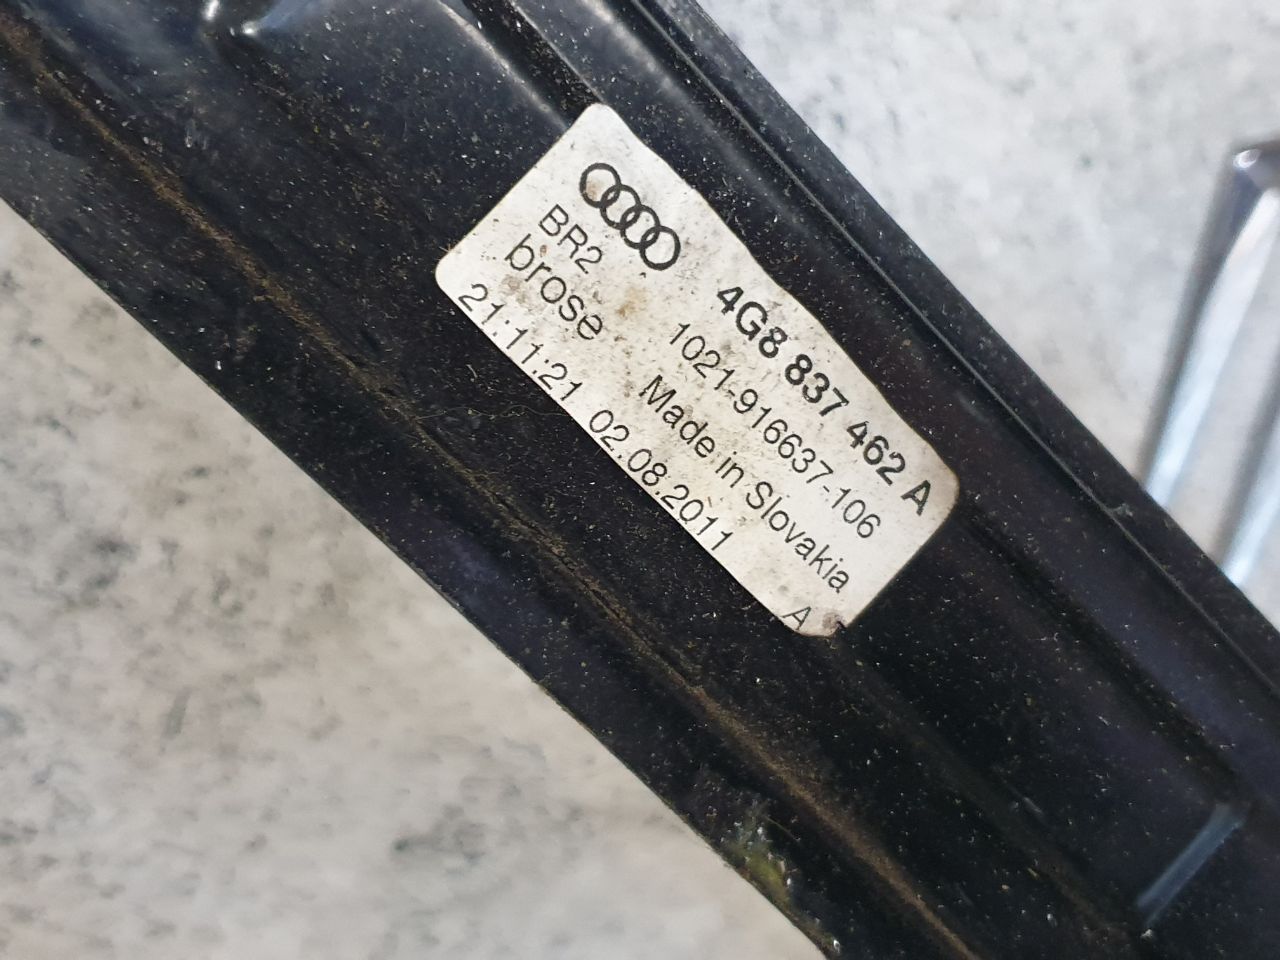 4G8 837 462 A
BR2 1021-916637-106
brose Made in Slovakia
21:11:21 02.08.2011 A